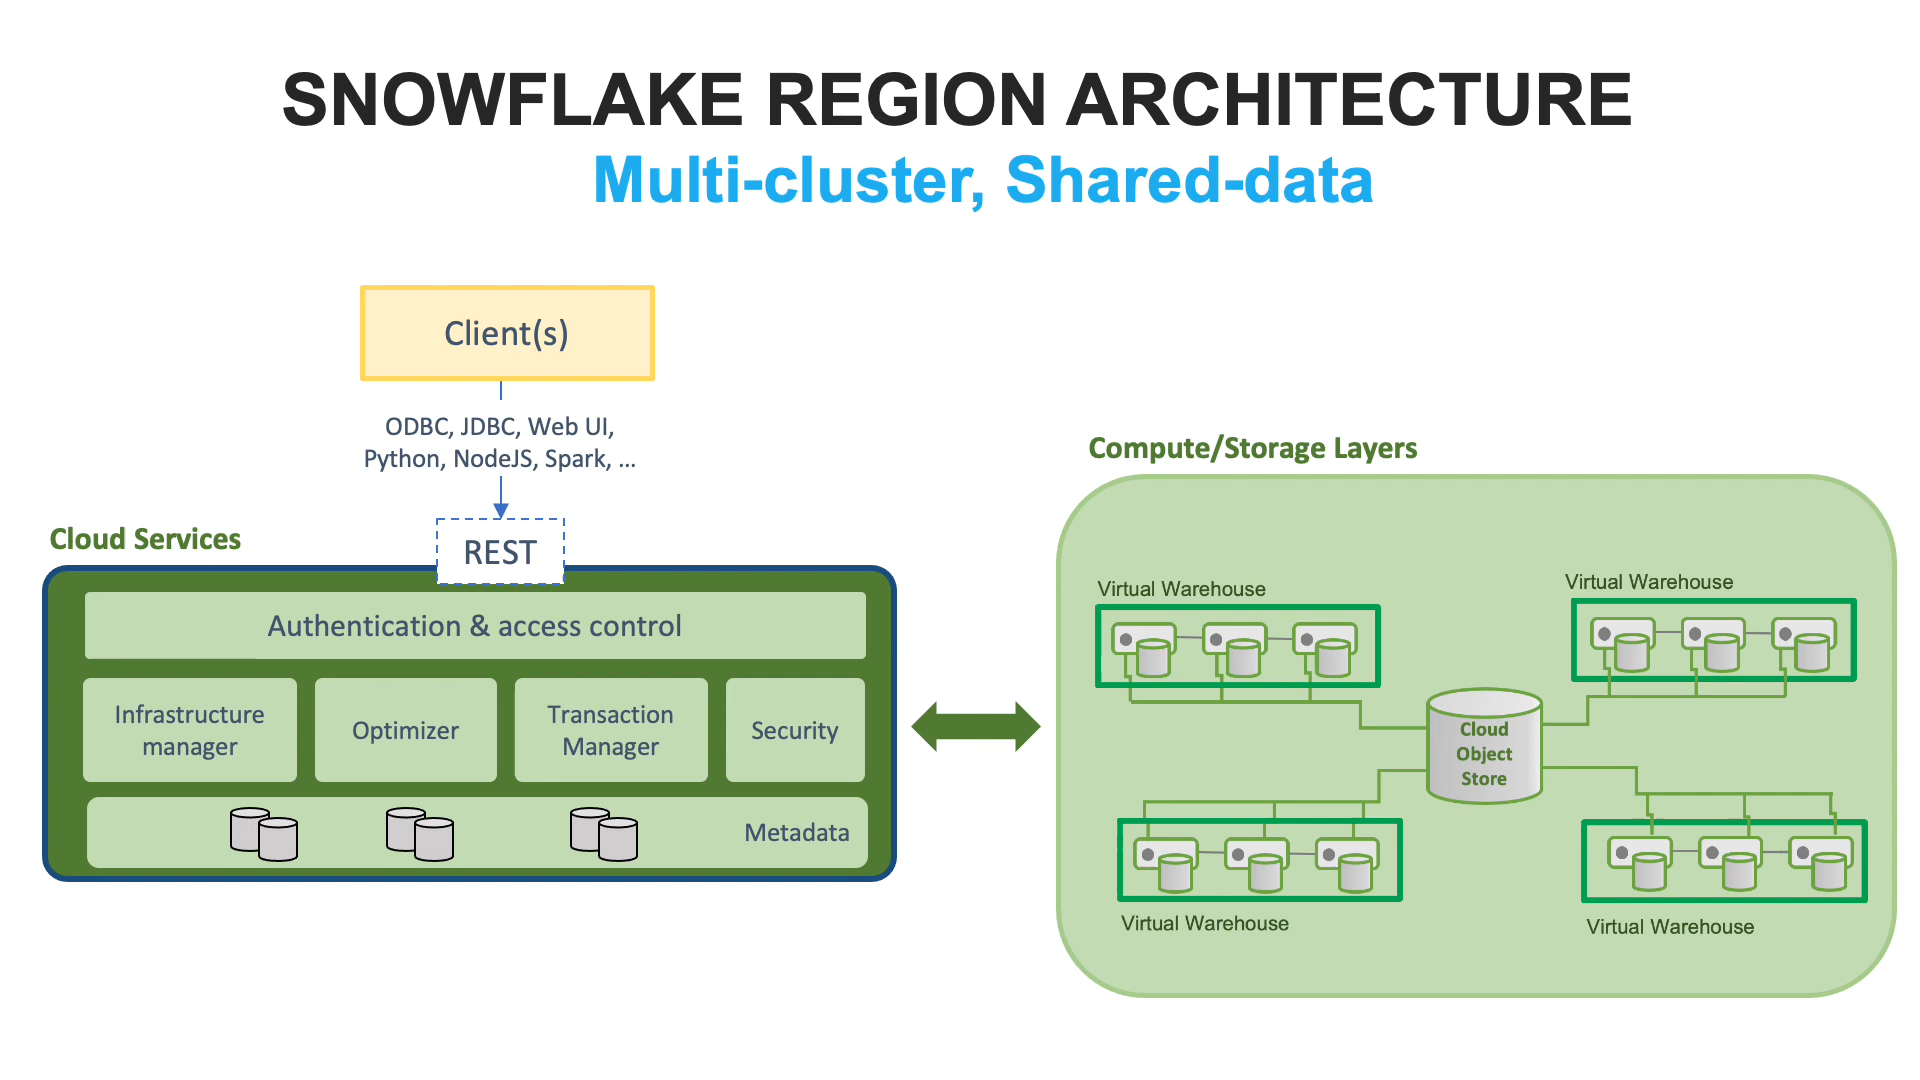 SNOWFLAKE REGION ARCHITECTURE
Multi-cluster, Shared-data
Client(s)
ODBC, JDBC, Web UI,
Python, NodeJS, Spark, ...
REST
Cloud Services
Authentication & access control
Infrastructure
manager
Optimizer
Transaction
Manager
Security
Metadata
Compute/Storage Layers
Virtual Warehouse
Virtual Warehouse
Cloud
Object
Store
Virtual Warehouse
Virtual Warehouse